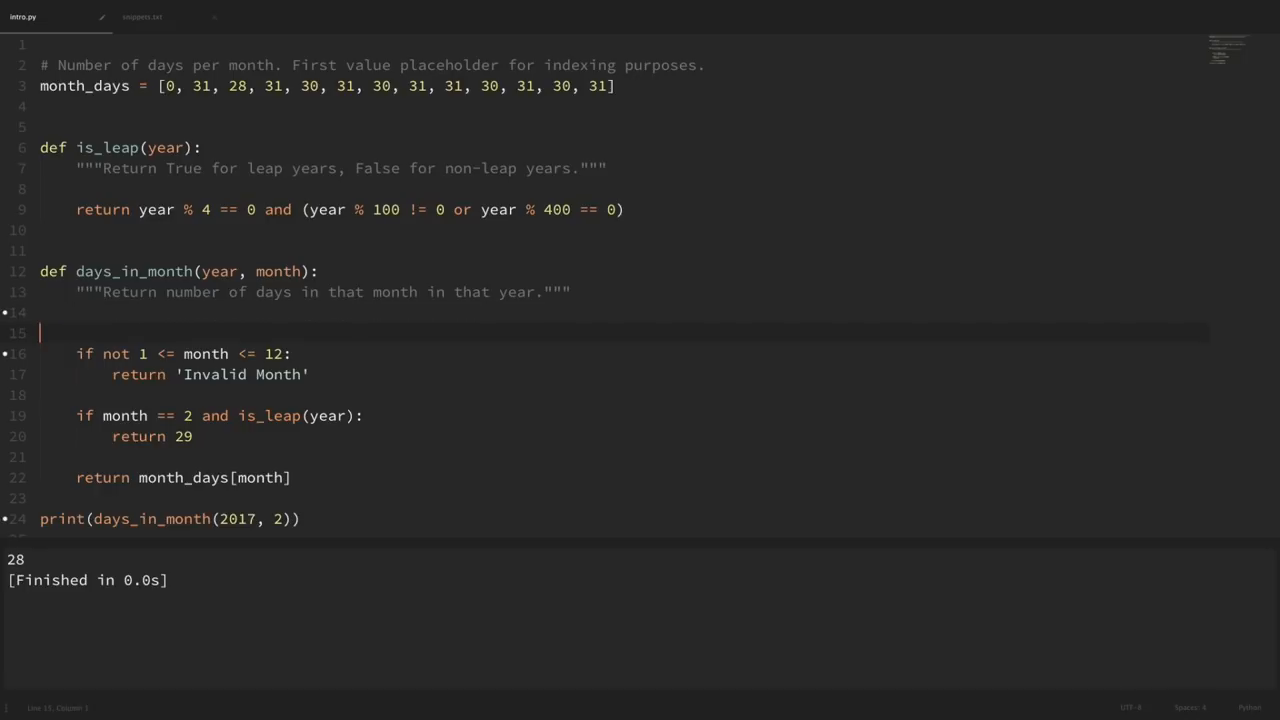 intro.py
snippets.txt
1
2 # Number of days per month. First value placeholder for indexing purposes.
3 month_days = [0, 31, 28, 31, 30, 31, 30, 31, 31, 30, 31, 30, 31]
4
5
6 def is_leap(year):
7 """Return True for leap years, False for non-leap years."""
8
9 return year % 4 == 0 and (year % 100 != 0 or year % 400 == 0)
10
11
12 def days_in_month(year, month):
13 """Return number of days in that month in that year."""
14
15
16 if not 1 <= month <= 12:
17 return 'Invalid Month'
18
19 if month == 2 and is_leap(year):
20 return 29
21
22 return month_days[month]
23
24 print(days_in_month(2017, 2))
28
[Finished in 0.0s]
Line 15, Column 1
UTF-8
Spaces: 4
Python